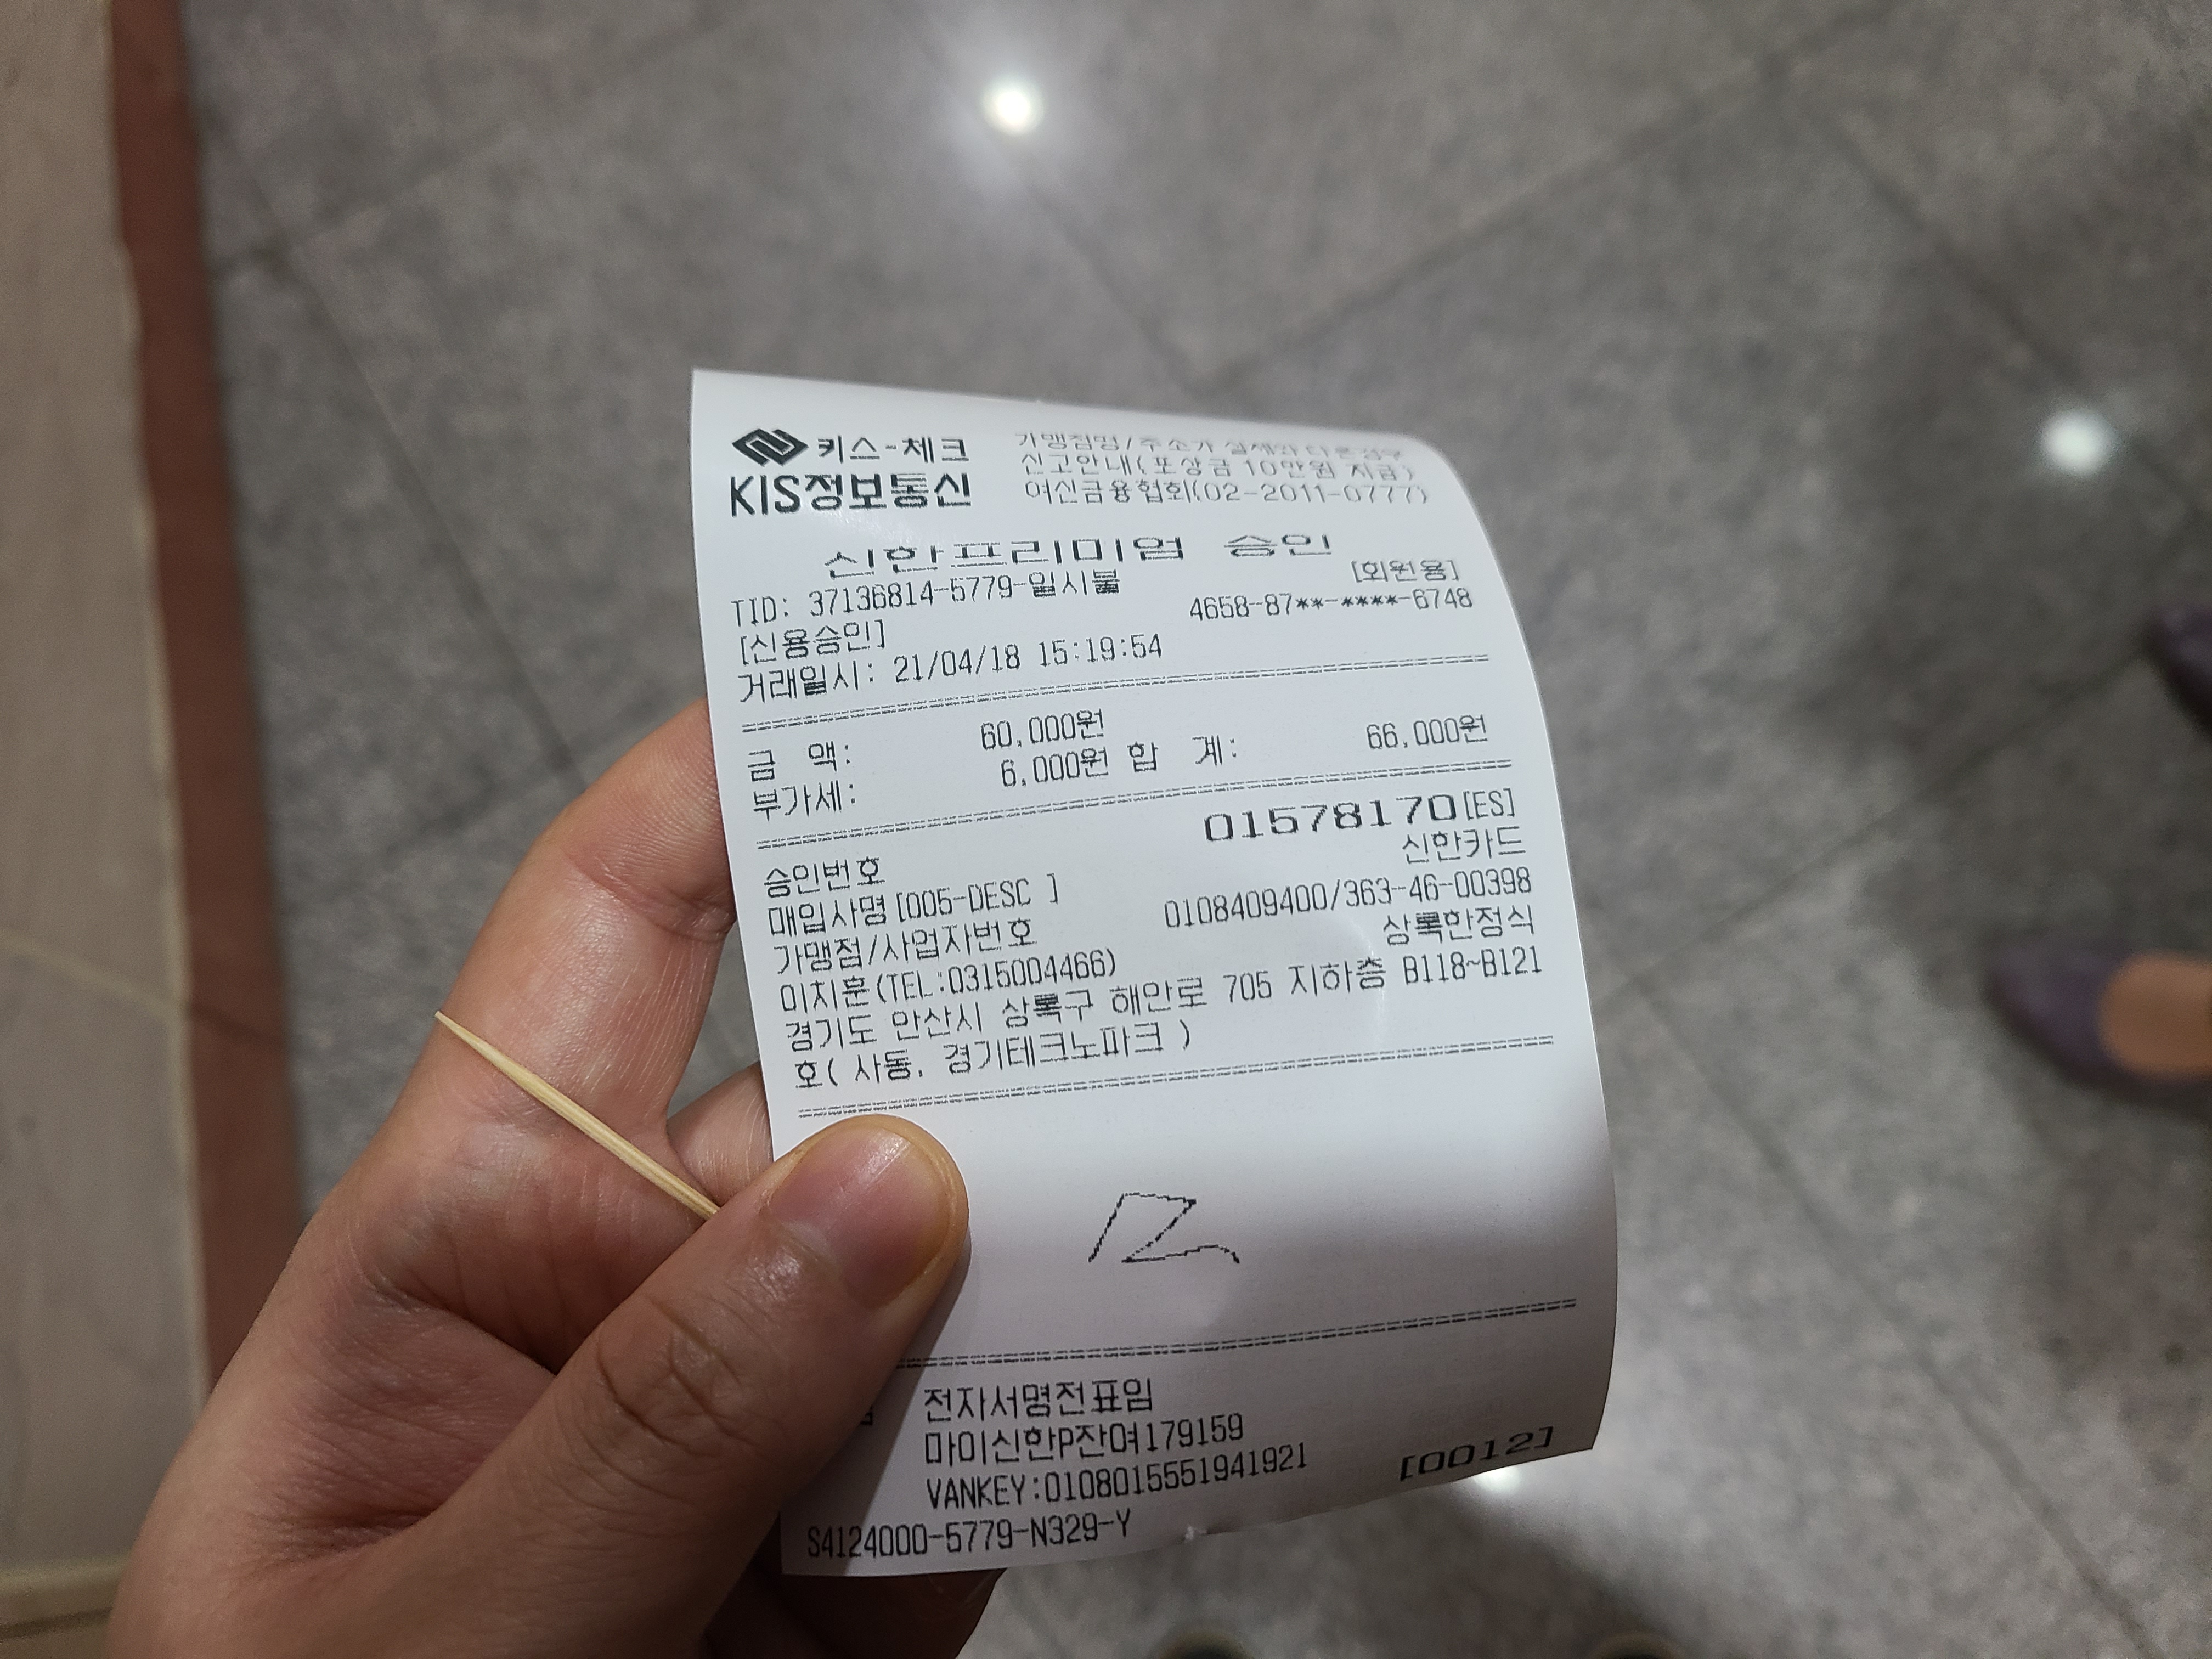 키스-체크
KIS정보통신
가맹점명/주소가 실제와 다른경우
신고안내(포상금 10만원 지급)
여신금융협회(02-2011-0777)
신한프리미엄 승인
[회원용]
TID: 37136814-5779-일시불
4658-87**-****-6748
[신용승인]
거래일시: 21/04/18 15:19:54
금 액: 60,000원
부가세: 6,000원 합 계: 66,000원
승인번호 01578170[ES]
매입사명[005-DESC ] 신한카드
가맹점/사업자번호 0108409400/363-46-00398
이치훈(TEL:0315004466) 상록한정식
경기도 안산시 상록구 해안로 705 지하층 B118~B121
호( 사동, 경기테크노파크 )
전자서명전표임
마이신한P잔여179159
VANKEY:0108015551941921
[0012]
S4124000-5779-N329-Y